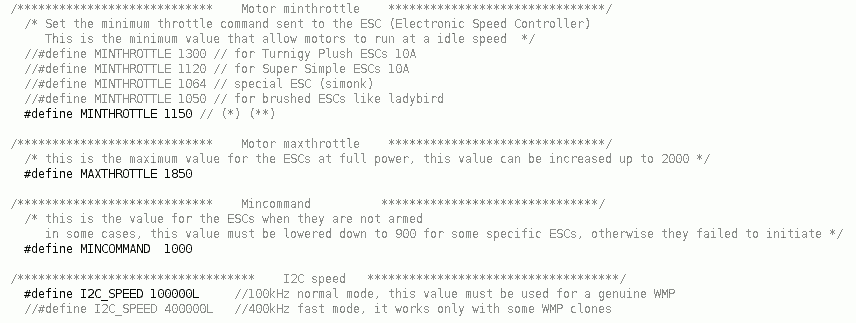 /****************************    Motor minthrottle    *******************************/
/* Set the minimum throttle command sent to the ESC (Electronic Speed Controller)
This is the minimum value that allow motors to run at a idle speed  */
//#define MINTHROTTLE 1300 // for Turnigy Plush ESCs 10A
//#define MINTHROTTLE 1120 // for Super Simple ESCs 10A
//#define MINTHROTTLE 1064 // special ESC (simonk)
//#define MINTHROTTLE 1050 // for brushed ESCs like ladybird
#define MINTHROTTLE 1150 // (*) (**)
/****************************    Motor maxthrottle    *******************************/
/* this is the maximum value for the ESCs at full power, this value can be increased up to 2000 */
#define MAXTHROTTLE 1850
/****************************    Mincommand          *******************************/
/* this is the value for the ESCs when they are not armed
in some cases, this value must be lowered down to 900 for some specific ESCs, otherwise they failed to initiate */
#define MINCOMMAND  1000
/**********************************    I2C speed   ************************************/
#define I2C_SPEED 100000L     //100kHz normal mode, this value must be used for a genuine WMP
//#define I2C_SPEED 400000L   //400kHz fast mode, it works only with some WMP clones